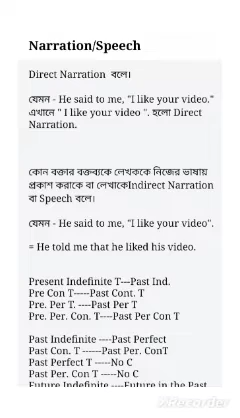 Narration/Speech
Direct Narration বলে।
যেমন - He said to me, "I like your video."
এখানে " I like your video ". হলো Direct
Narration.
কোন বক্তার বক্তব্যকে লেখককে নিজের ভাষায়
প্রকাশ করাকে বা লেখাকেIndirect Narration
বা Speech বলে।
যেমন - He said to me, "I like your video".
= He told me that he liked his video.
Present Indefinite T---Past Ind.
Pre Con T-----Past Cont. T
Pre. Per T. ----Past Per T
Pre. Per. Con. T----Past Per Con T
Past Indefinite ----Past Perfect
Past Con. T ------Past Per. ConT
Past Perfect T -----No C
Past Per. Con T -----No C
Future Indefinite ----Future in the Past
Recorder